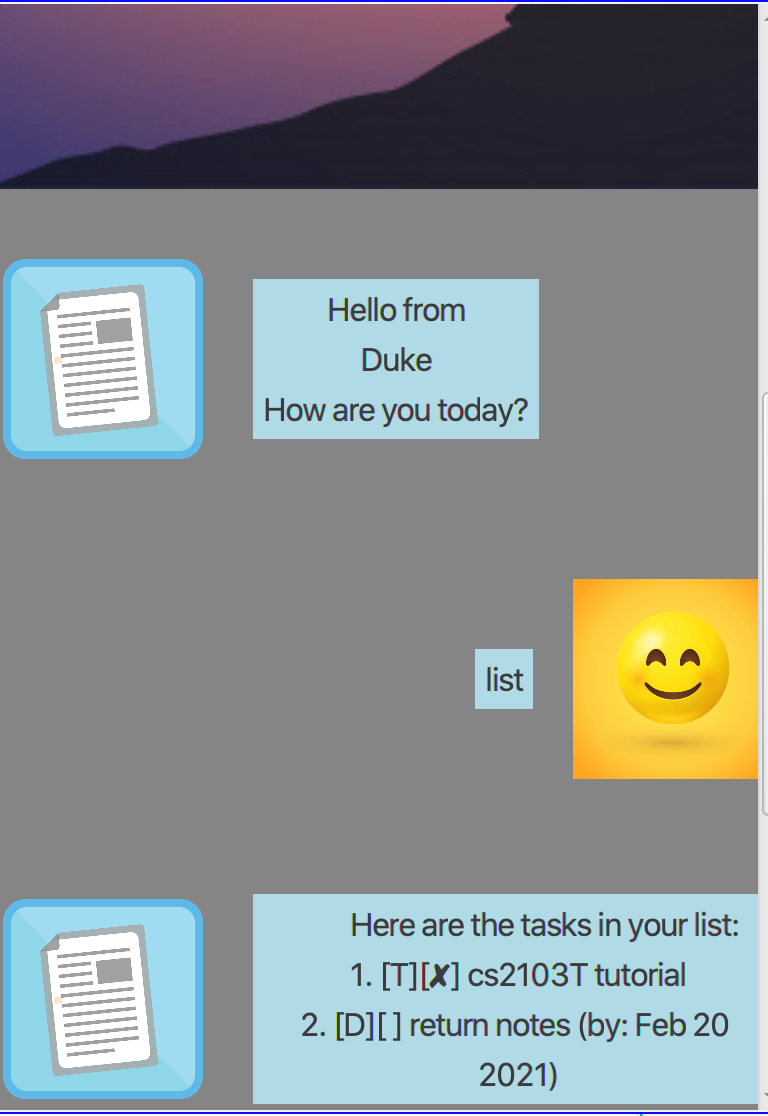 Hello from
Duke
How are you today?
list
Here are the tasks in your list:
1. [T][✗] cs2103T tutorial
2. [D][ ] return notes (by: Feb 20
2021)